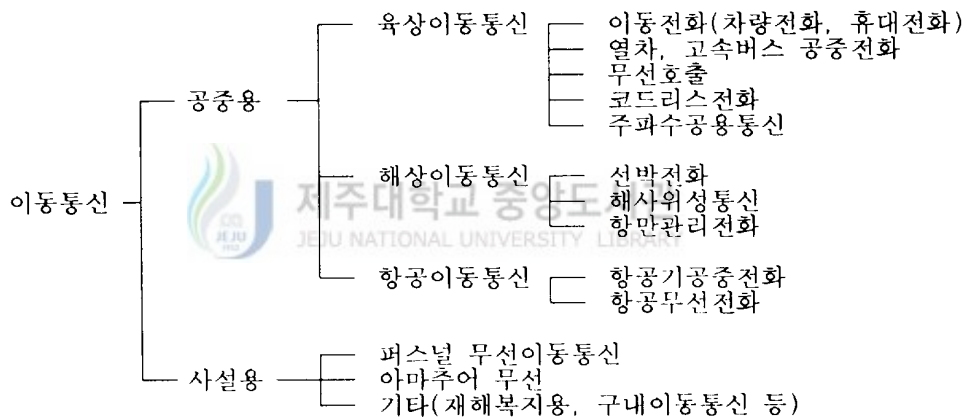 육상이동통신
이동전화(차량전화, 휴대전화)
열차, 고속버스 공중전화
무선호출
공중용
코드리스전화
주파수공용통신
해상이동통신
선박전화
이동통신
제주대학교 중앙도서관
해사위성통신
JEJU NATIONAL UNIVERSITY LIBRARY
JEJU
1952
항만관리전화
항공이동통신
항공기공중전화
항공무선전화
퍼스널 무선이동통신
사설용
아마추어 무선
기타(재해복지용, 구내이동통신 등)